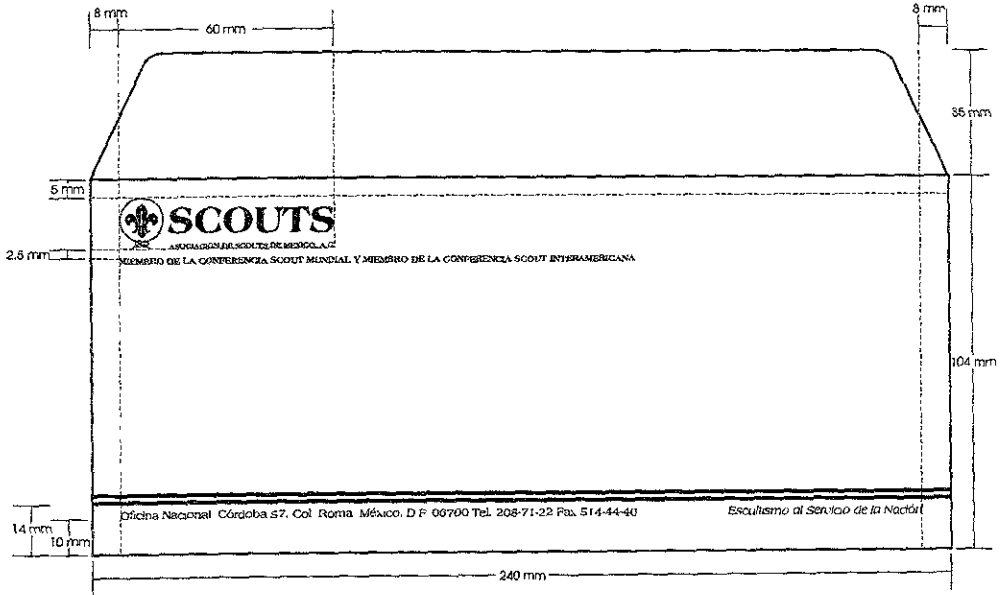 8 mm
8 mm
60 mm
35 mm
5 mm
SCOUTS
ASOCIACION DE SCOUTS DE MEXICO, A.C.
2.5 mm
MIEMBRO DE LA CONFERENCIA SCOUT MUNDIAL Y MIEMBRO DE LA CONFERENCIA SCOUT INTERAMERICANA
104 mm
Oficina Nacional Córdoba 57, Col Roma México, D F 06700 Tel. 208-71-22 Fax 514-44-46
Escultismo al Servicio de la Nación
14 mm
10 mm
240 mm